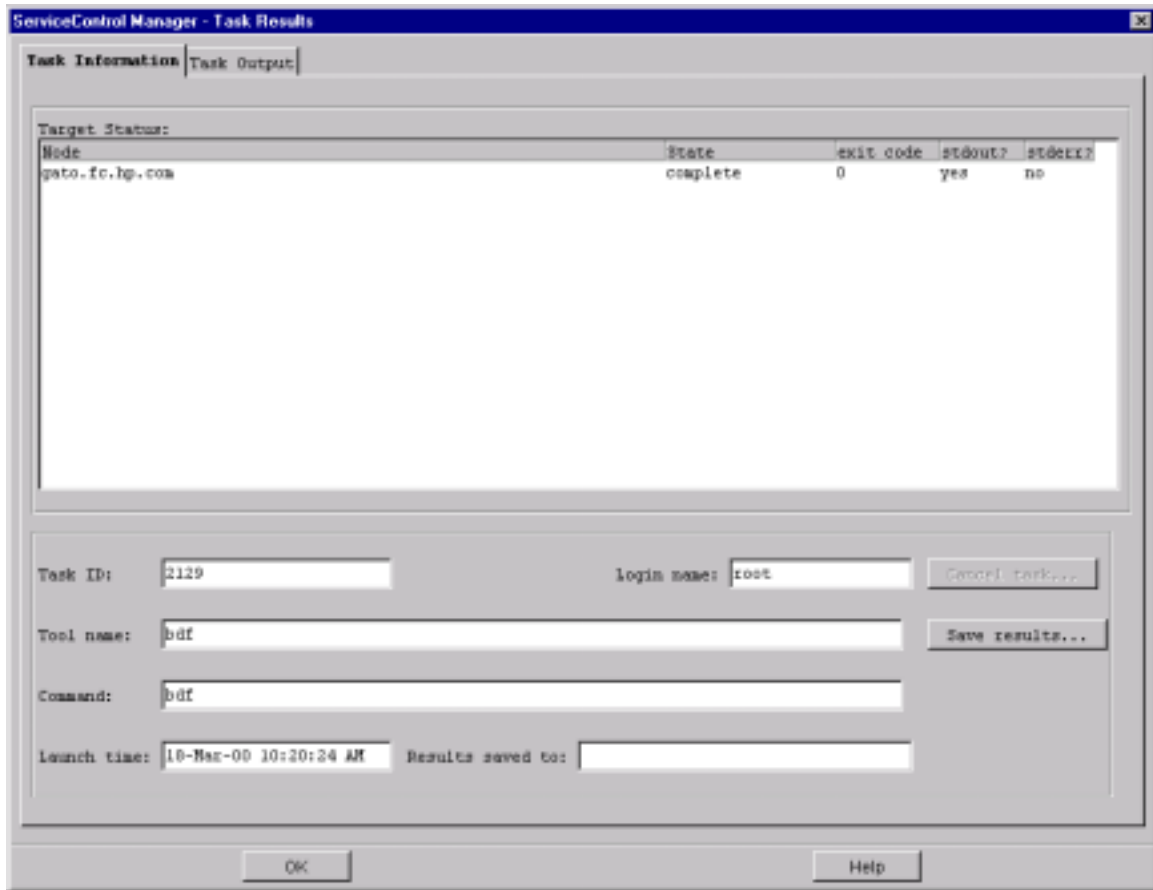 ServiceControl Manager - Task Results
Task Information Task Output
Target Status:
Node State exit code stdout? stderr?
gato.fc.hp.com complete 0 yes no
Task ID: 2129 login name: root Cancel task...
Tool name: bdf Save results...
Command: bdf
Launch time: 10-Mar-00 10:20:24 AM Results saved to:
OK Help